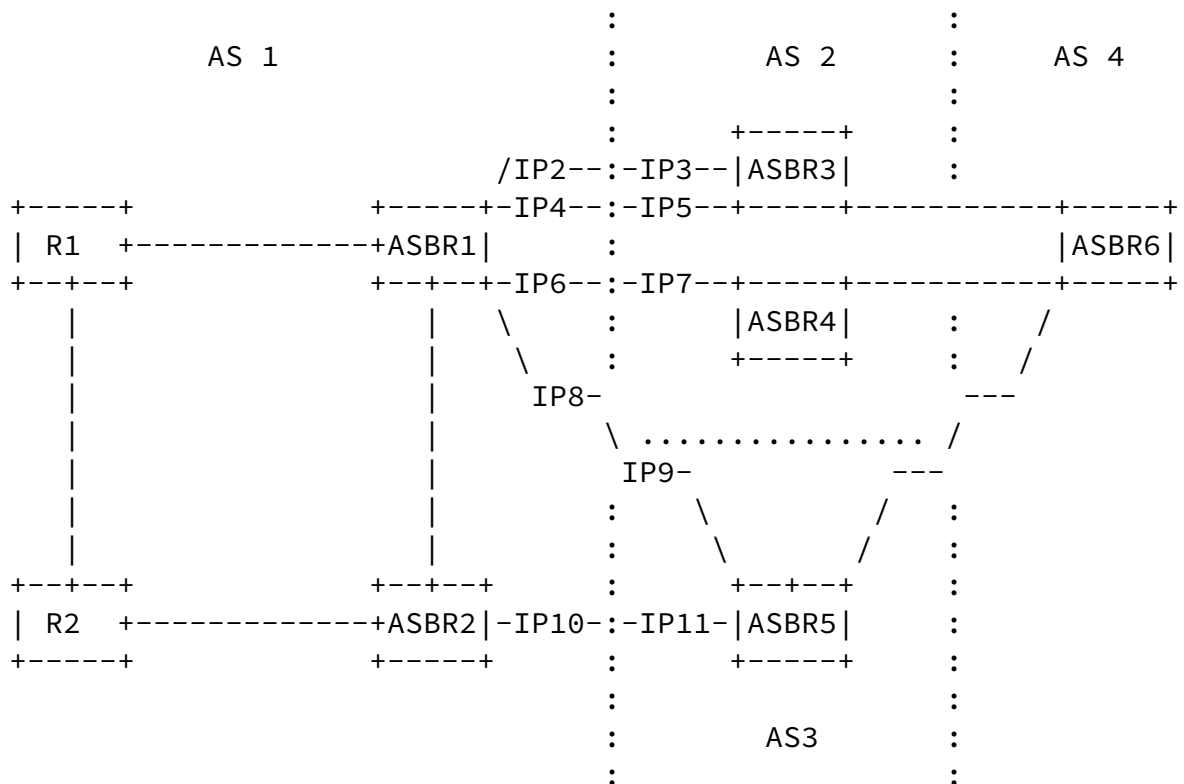 AS 1 AS 2 AS 4
/IP2--:-IP3--|ASBR3|
-IP4--:-IP5-
| R1 +-------------+ASBR1| |ASBR6|
-IP6--:-IP7--
|ASBR4|
IP8-
IP9-
| R2 +-------------+ASBR2|-IP10-:-IP11-|ASBR5|
AS3